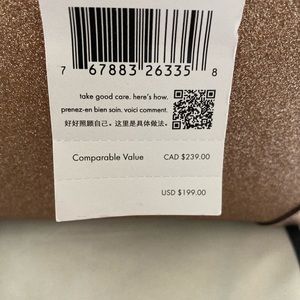 7 67883 26335 8
take good care. here's how.
prenez-en bien soin. voici comment.
好好照顾自己。这里是具体做法。
Comparable Value CAD $239.00
USD $199.00